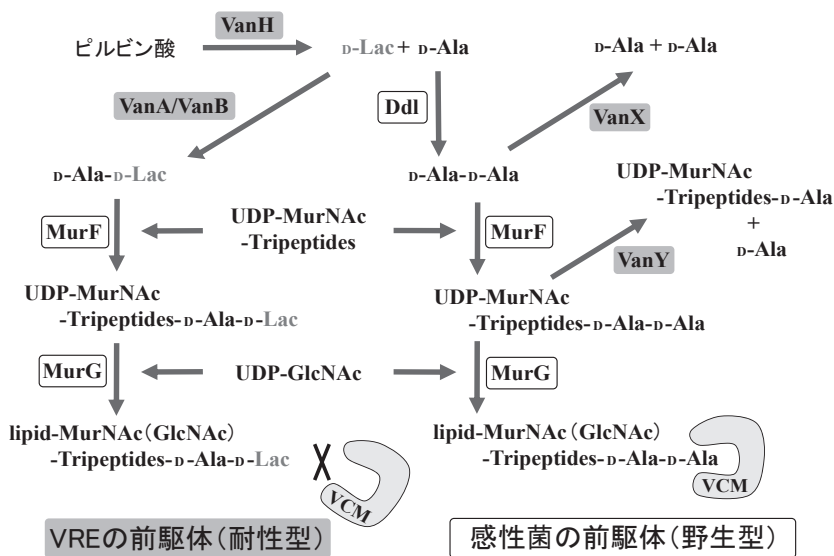 VanH
ピルビン酸
D-Lac + D-Ala
D-Ala + D-Ala
VanA/VanB
Ddl
VanX
D-Ala-D-Lac
D-Ala-D-Ala
UDP-MurNAc
-Tripeptides-D-Ala
+
D-Ala
MurF
UDP-MurNAc
-Tripeptides
MurF
VanY
UDP-MurNAc
-Tripeptides-D-Ala-D-Lac
UDP-MurNAc
-Tripeptides-D-Ala-D-Ala
MurG
UDP-GlcNAc
MurG
lipid-MurNAc(GlcNAc)
-Tripeptides-D-Ala-D-Lac
VCM
lipid-MurNAc(GlcNAc)
-Tripeptides-D-Ala-D-Ala
VCM
VREの前駆体(耐性型)
感性菌の前駆体(野生型)